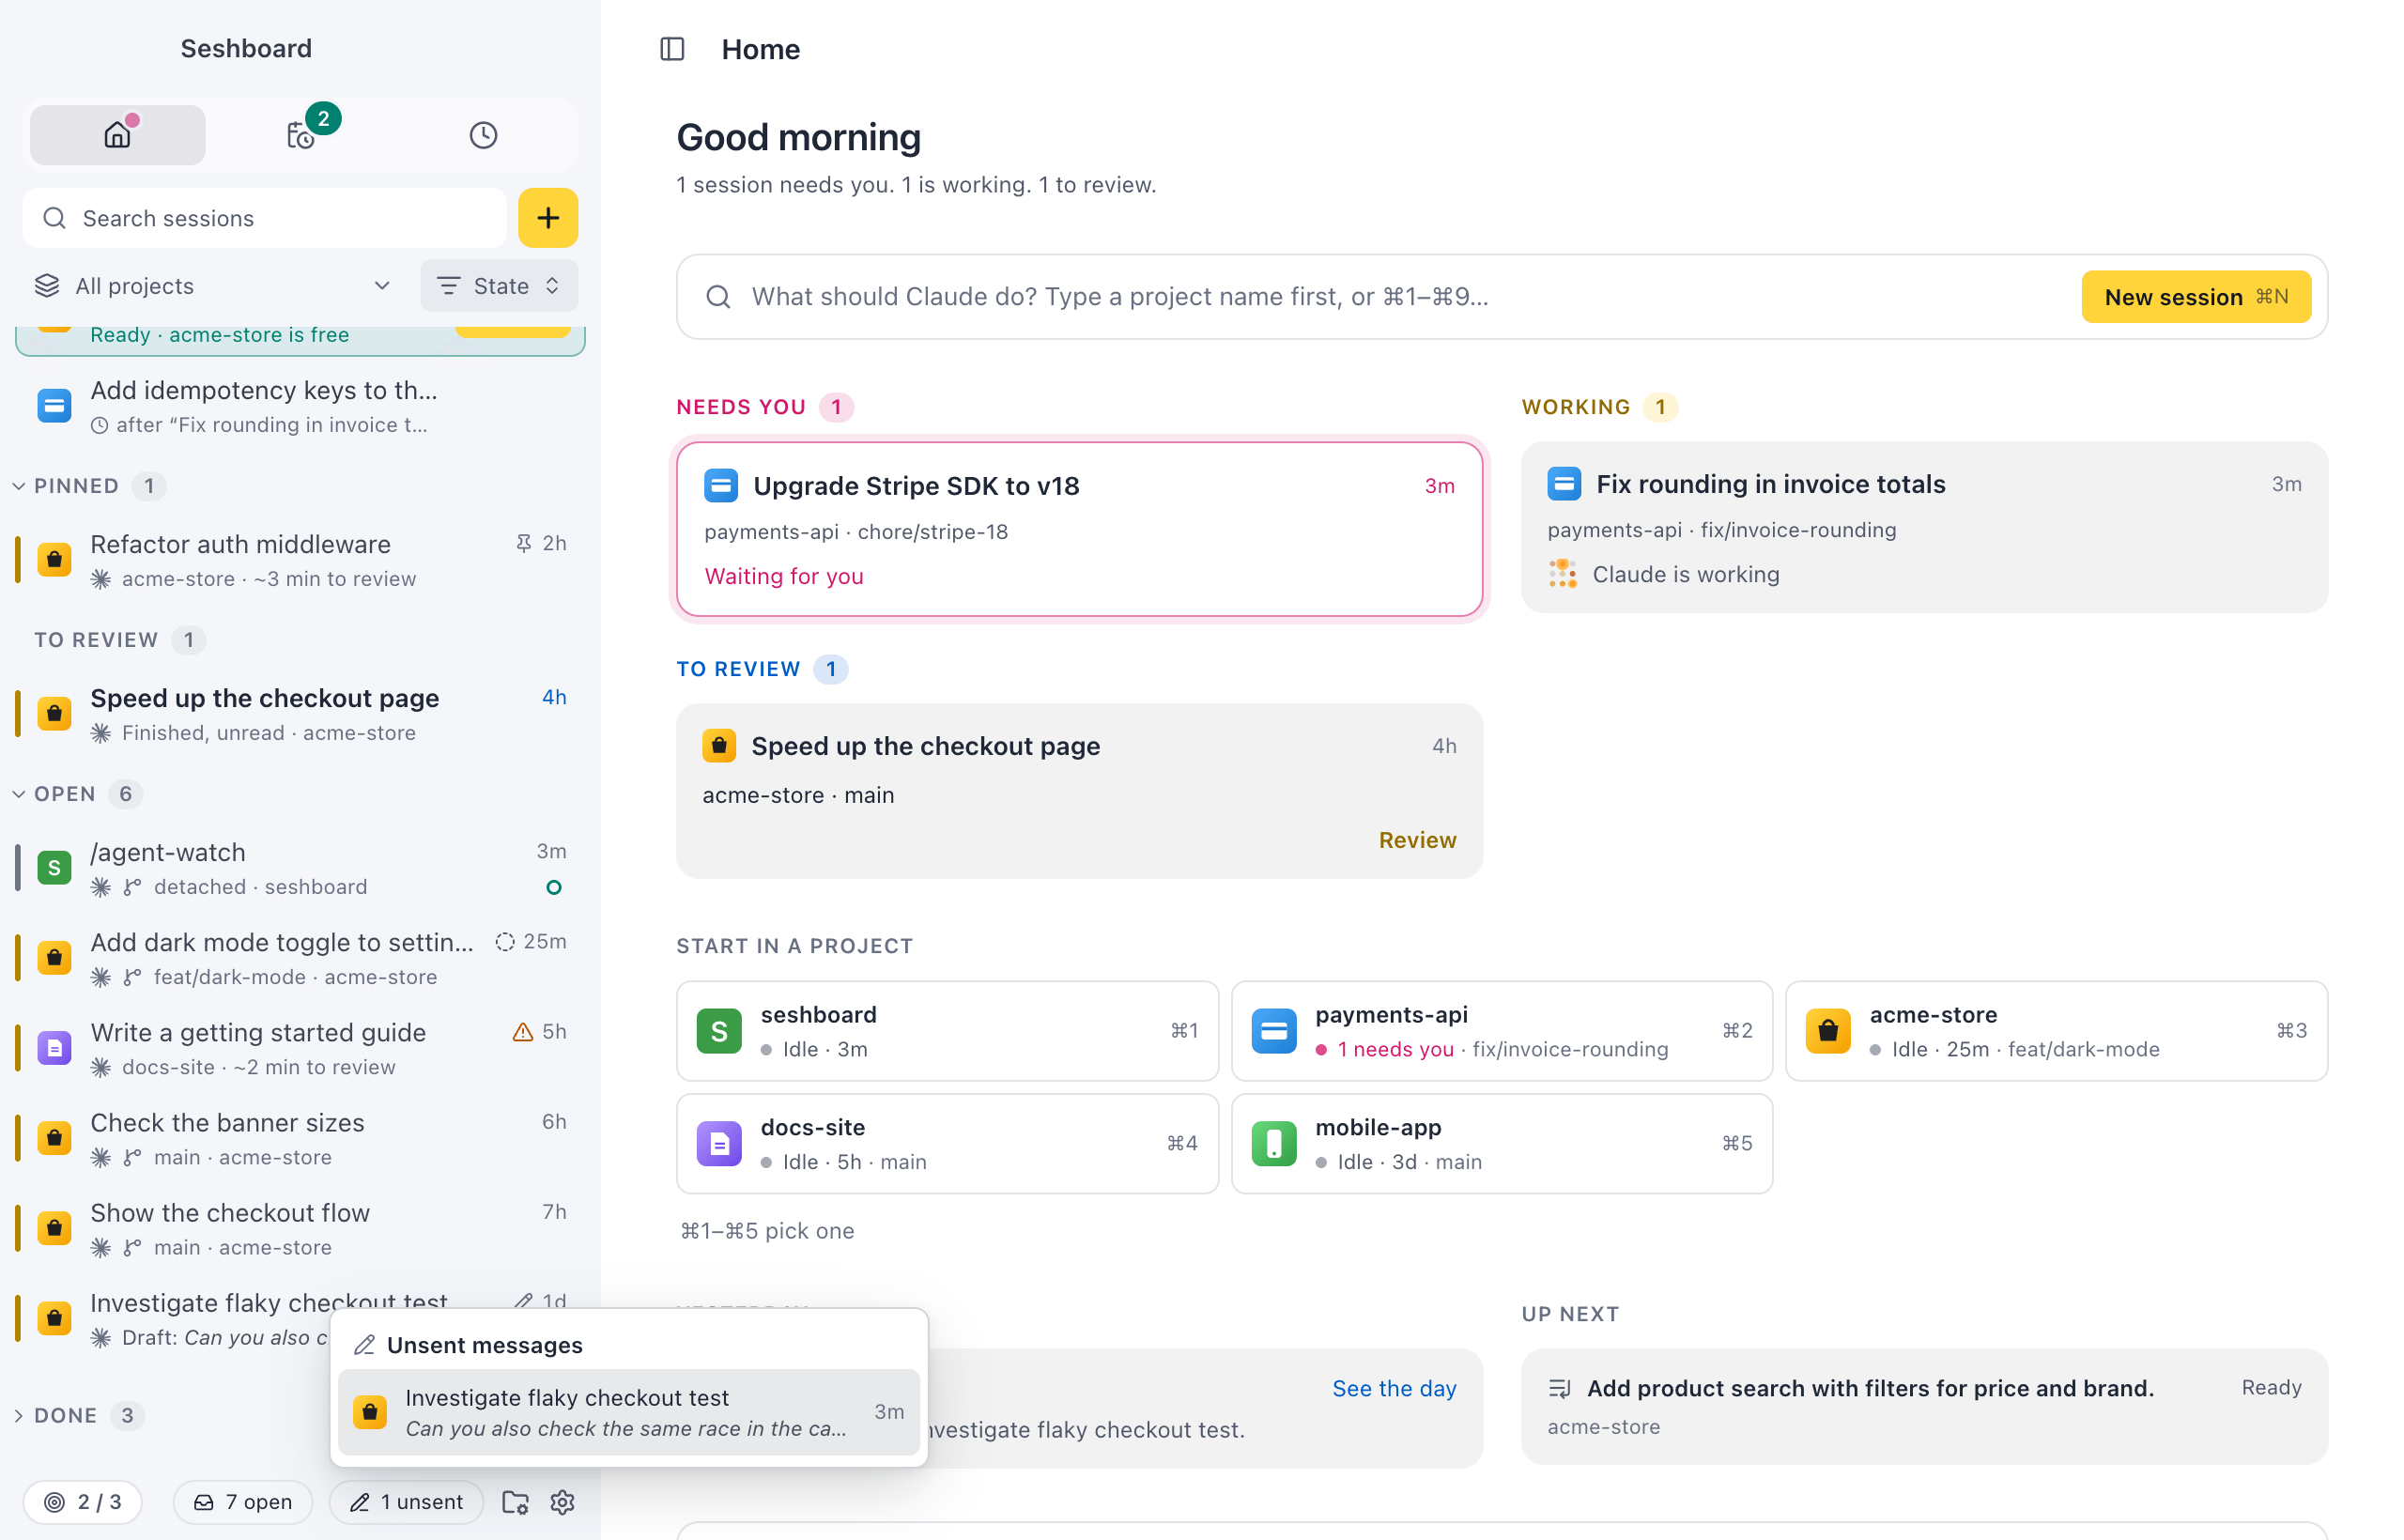 Seshboard
2
Search sessions
All projects
State
Ready · acme-store is free
Add idempotency keys to th...
after “Fix rounding in invoice t...
PINNED 1
Refactor auth middleware 2h
acme-store · ~3 min to review
TO REVIEW 1
Speed up the checkout page 4h
Finished, unread · acme-store
OPEN 6
S /agent-watch 3m
detached · seshboard
Add dark mode toggle to settin... 25m
feat/dark-mode · acme-store
Write a getting started guide 5h
docs-site · ~2 min to review
Check the banner sizes 6h
main · acme-store
Show the checkout flow 7h
main · acme-store
Investigate flaky checkout test 1d
Draft: Can you also c
DONE 3
Unsent messages
Investigate flaky checkout test 3m
Can you also check the same race in the ca...
2 / 3
7 open
1 unsent
Home
Good morning
1 session needs you. 1 is working. 1 to review.
What should Claude do? Type a project name first, or ⌘1–⌘9...
New session ⌘N
NEEDS YOU 1
Upgrade Stripe SDK to v18 3m
payments-api · chore/stripe-18
Waiting for you
WORKING 1
Fix rounding in invoice totals 3m
payments-api · fix/invoice-rounding
Claude is working
TO REVIEW 1
Speed up the checkout page 4h
acme-store · main
Review
START IN A PROJECT
S seshboard ⌘1
Idle · 3m
payments-api ⌘2
1 needs you · fix/invoice-rounding
acme-store ⌘3
Idle · 25m · feat/dark-mode
docs-site ⌘4
Idle · 5h · main
mobile-app ⌘5
Idle · 3d · main
⌘1–⌘5 pick one
See the day
nvestigate flaky checkout test.
UP NEXT
Add product search with filters for price and brand. Ready
acme-store